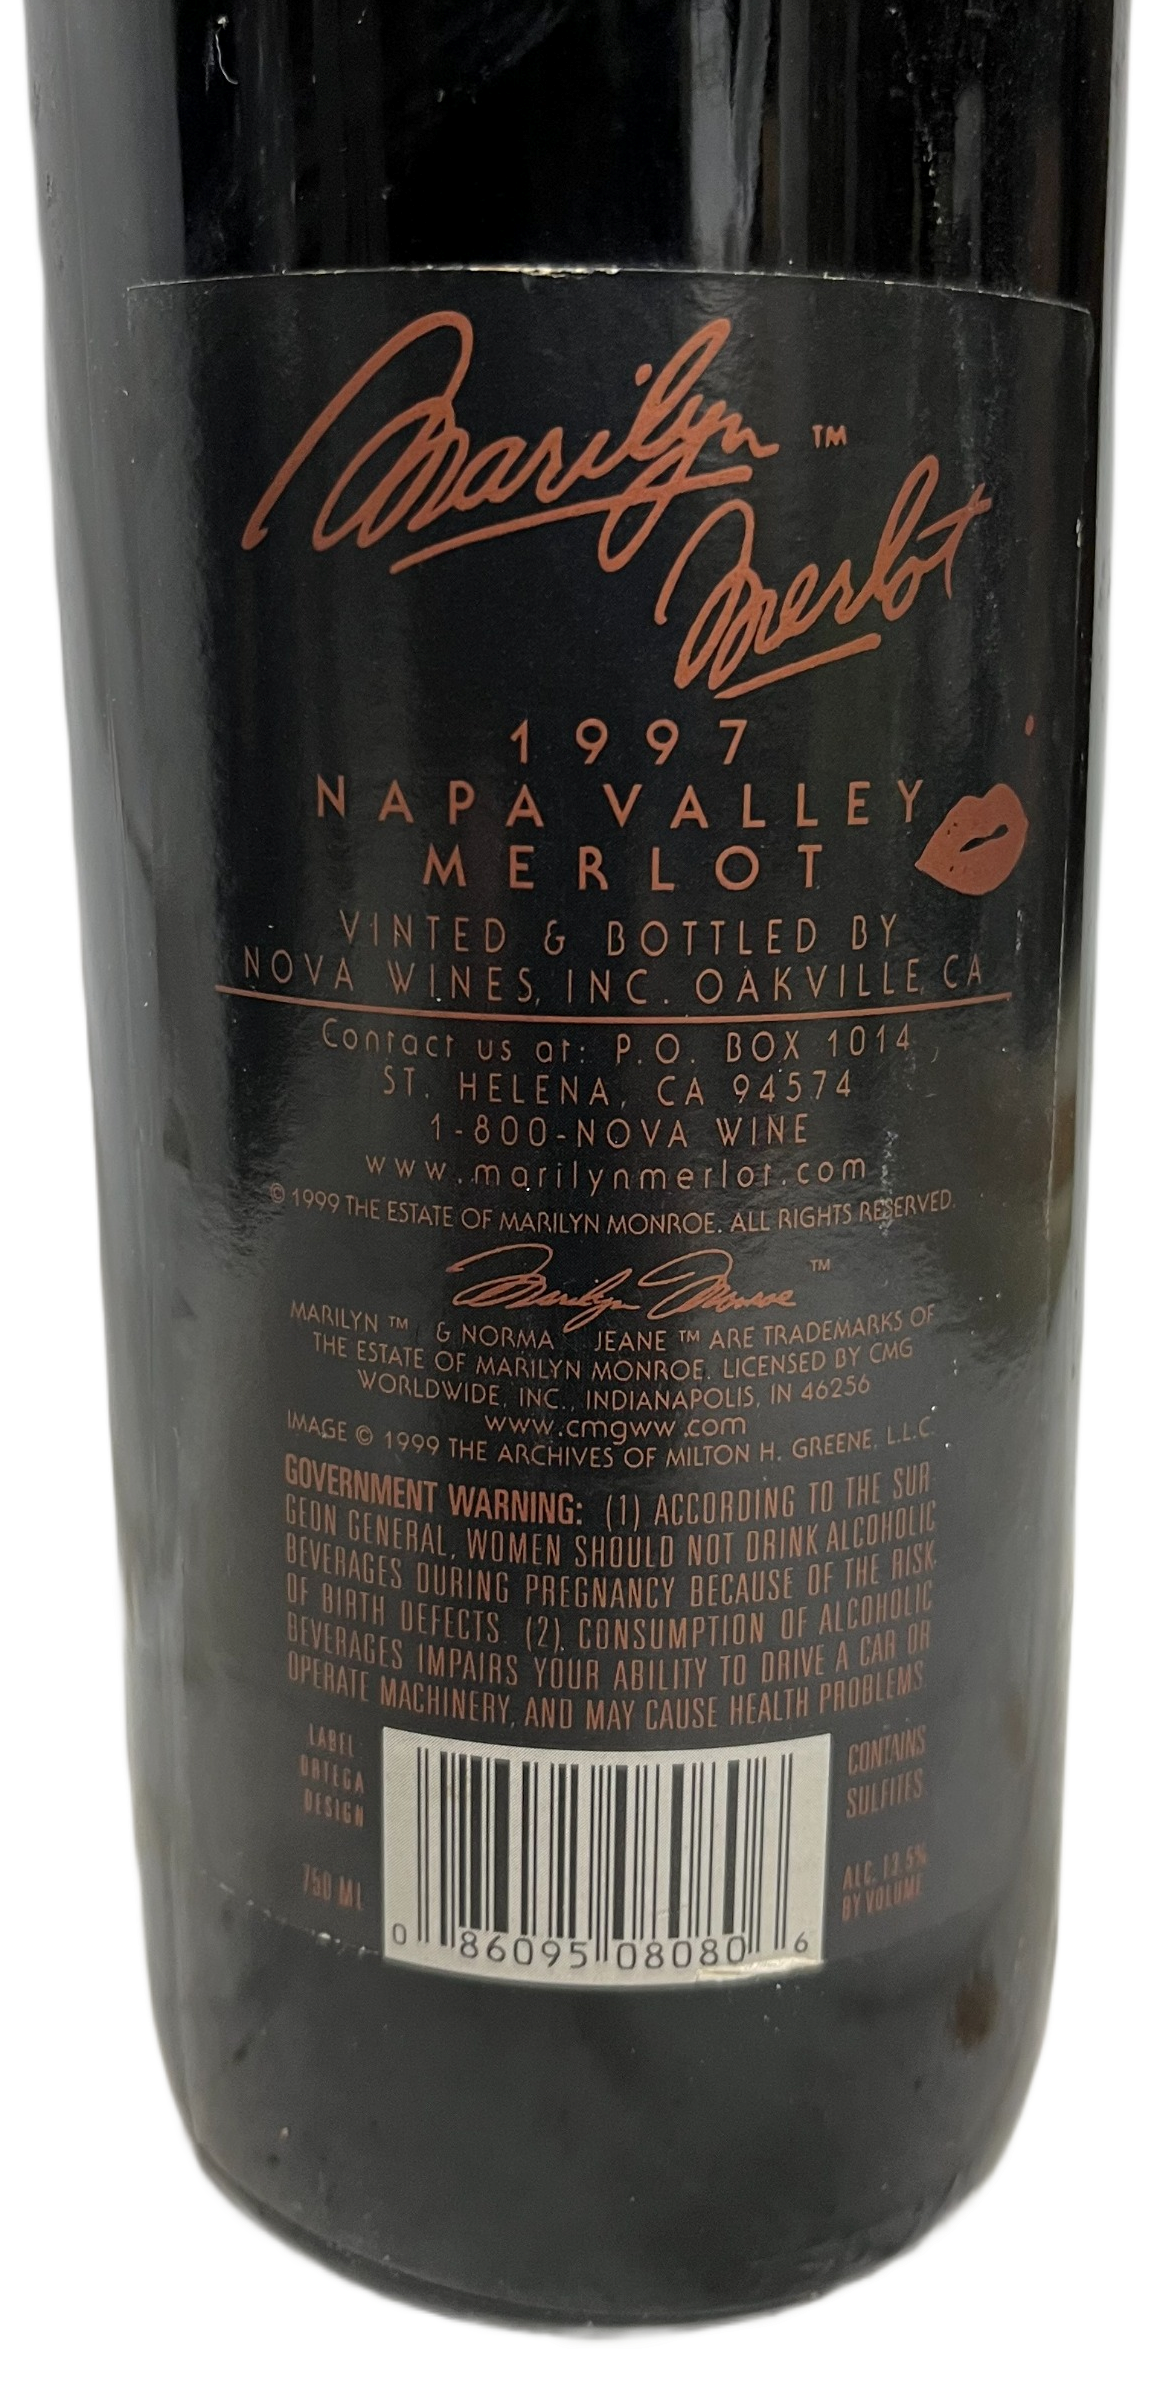 Marilyn ™
Merlot
1997
NAPA VALLEY
MERLOT
VINTED & BOTTLED BY
NOVA WINES, INC. OAKVILLE, CA
Contact us at: P.O. BOX 1014,
ST. HELENA, CA 94574
1-800-NOVA WINE
www.marilynmerlot.com
© 1999 THE ESTATE OF MARILYN MONROE. ALL RIGHTS RESERVED.
Marilyn Monroe ™
MARILYN ™ & NORMA JEANE ™ ARE TRADEMARKS OF
THE ESTATE OF MARILYN MONROE. LICENSED BY CMG
WORLDWIDE, INC., INDIANAPOLIS, IN 46256
www.cmgww.com
IMAGE © 1999 THE ARCHIVES OF MILTON H. GREENE, L.L.C.
GOVERNMENT WARNING: (1) ACCORDING TO THE SUR
GEON GENERAL, WOMEN SHOULD NOT DRINK ALCOHOLIC
BEVERAGES DURING PREGNANCY BECAUSE OF THE RISK
OF BIRTH DEFECTS. (2). CONSUMPTION OF ALCOHOLIC
BEVERAGES IMPAIRS YOUR ABILITY TO DRIVE A CAR OR
OPERATE MACHINERY, AND MAY CAUSE HEALTH PROBLEMS.
LABEL
ORTEGA
DESIGN
750 ML
CONTAINS
SULFITES.
ALC. 13.5%
BY VOLUME
0 86095 08080 6